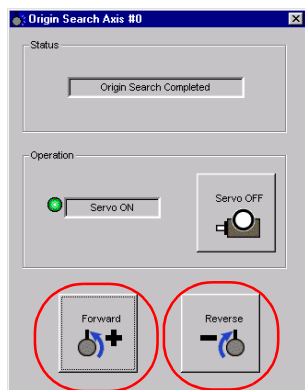 Origin Search Axis #0
Status
Origin Search Completed
Operation
Servo ON
Servo OFF
Forward
Reverse